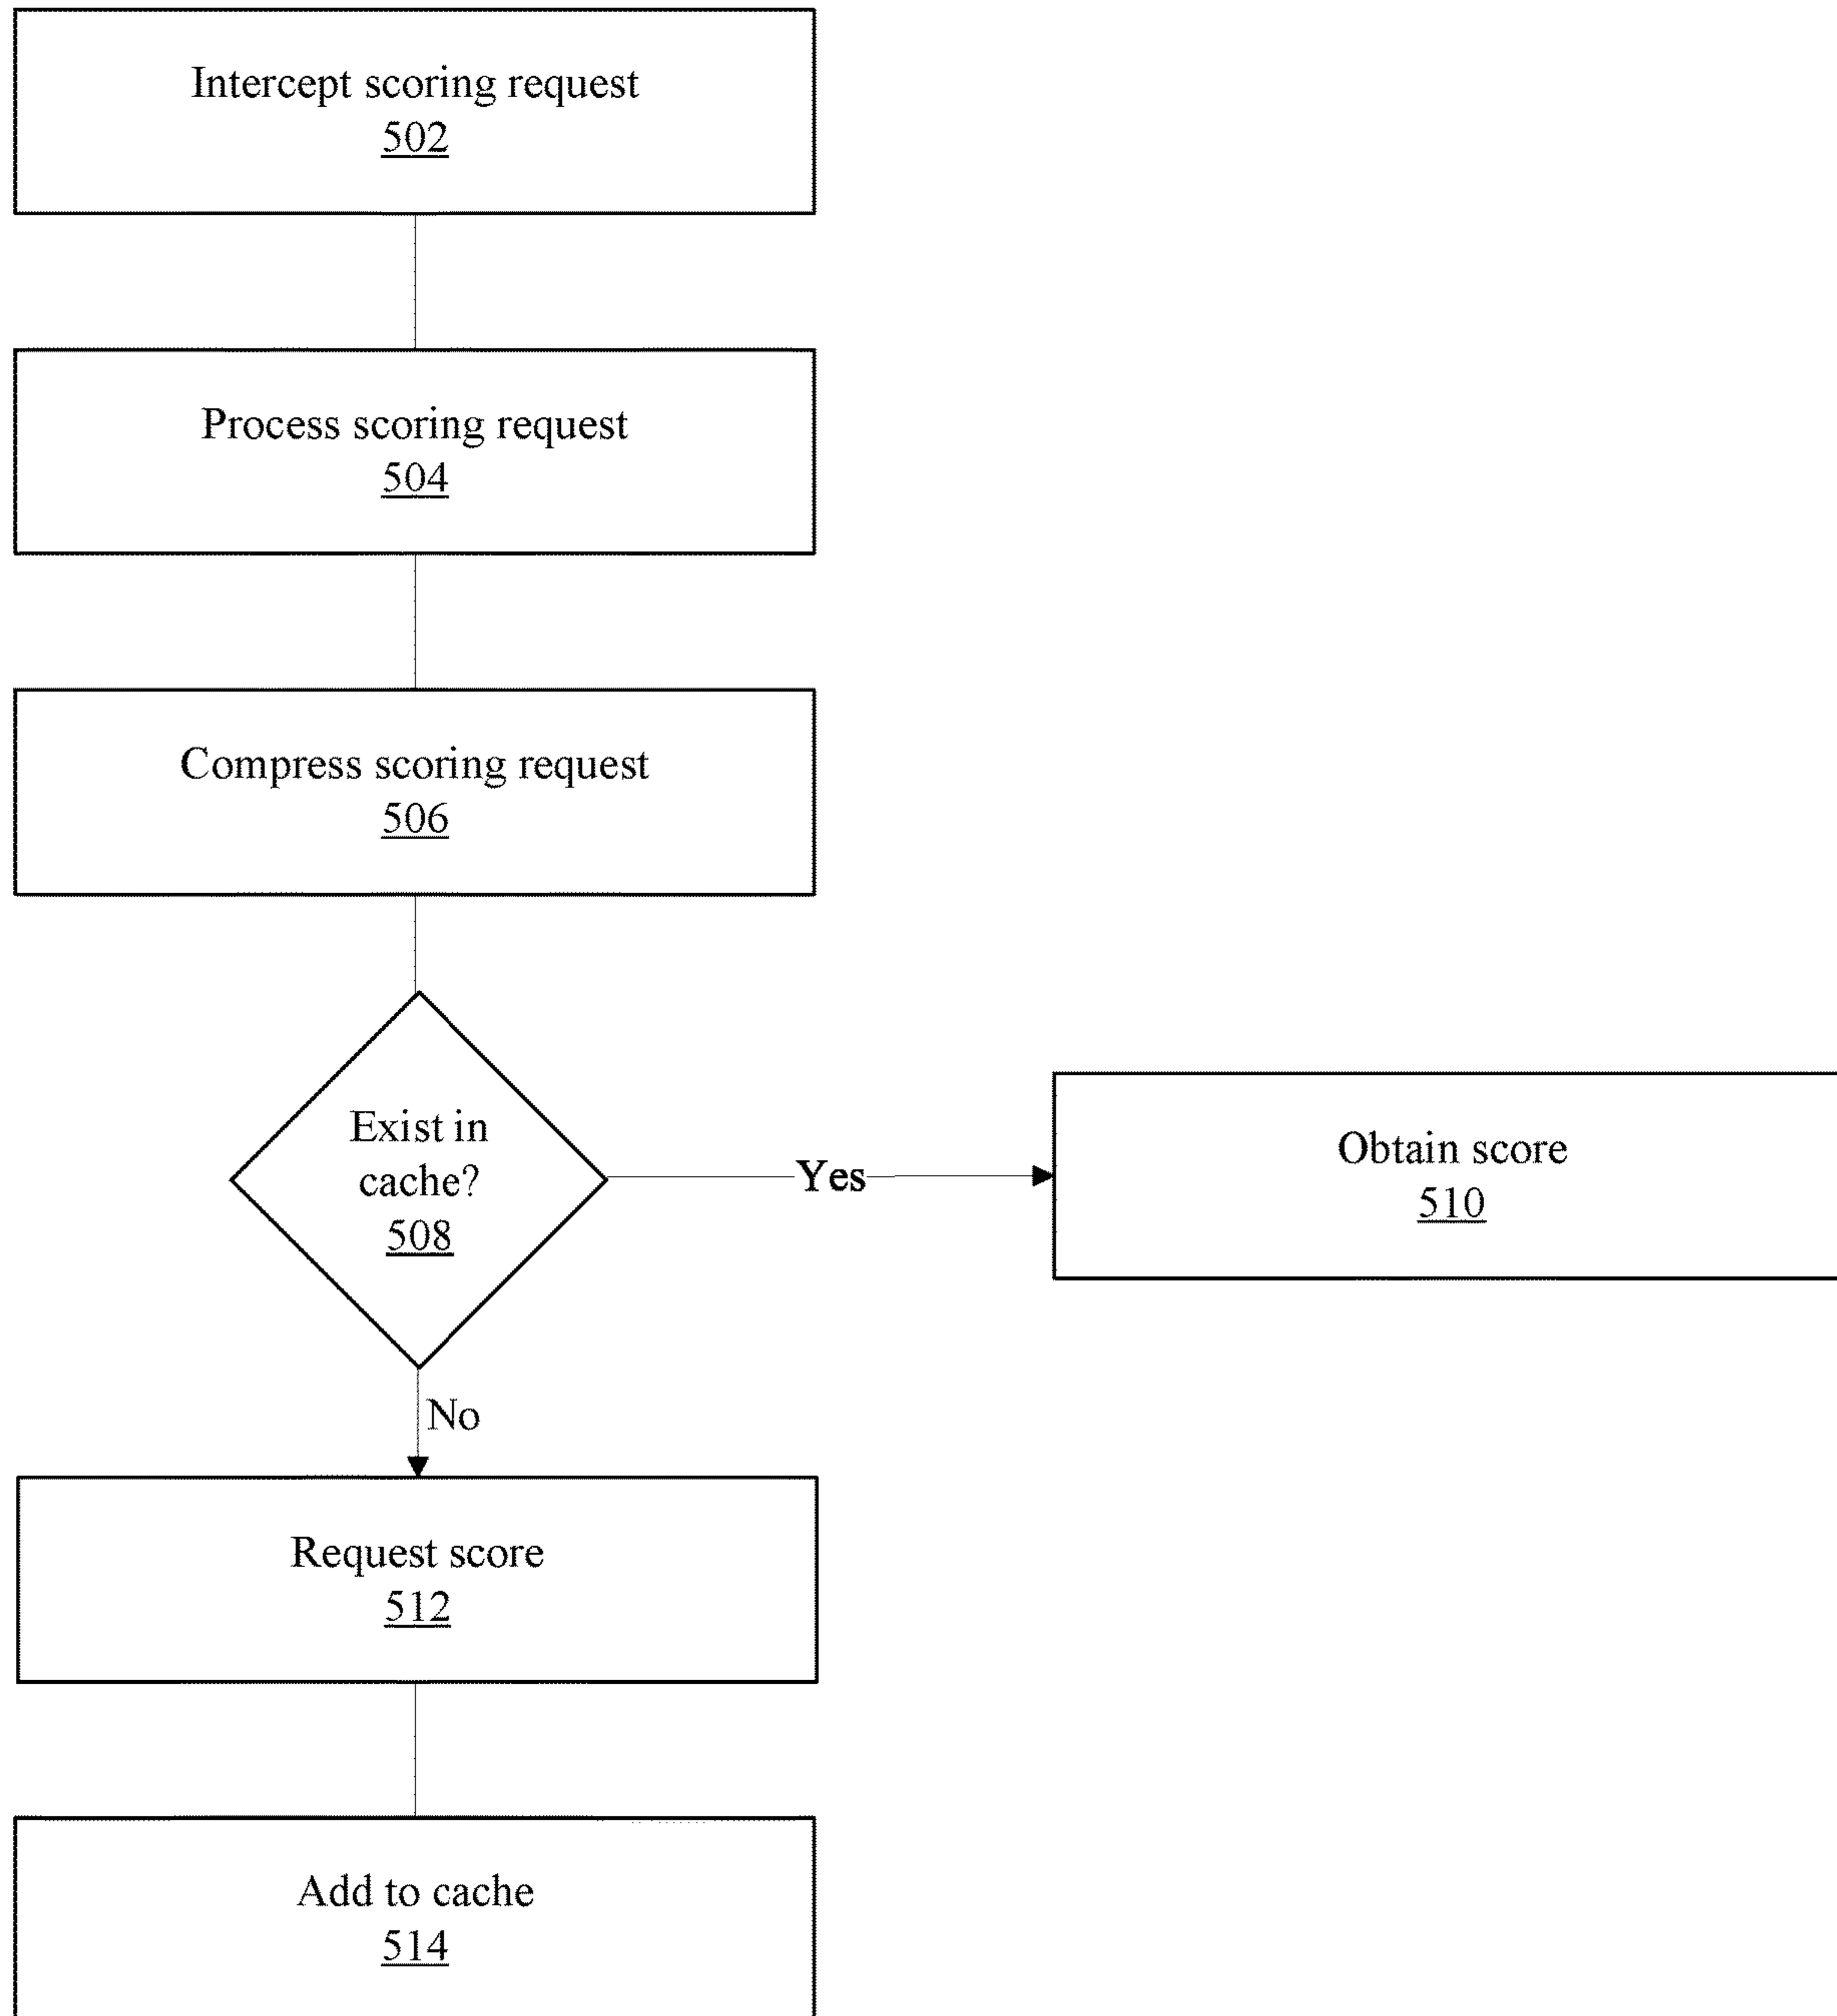 Intercept scoring request
502
Process scoring request
504
Compress scoring request
506
Exist in
cache?
508
Yes
Obtain score
510
No
Request score
512
Add to cache
514